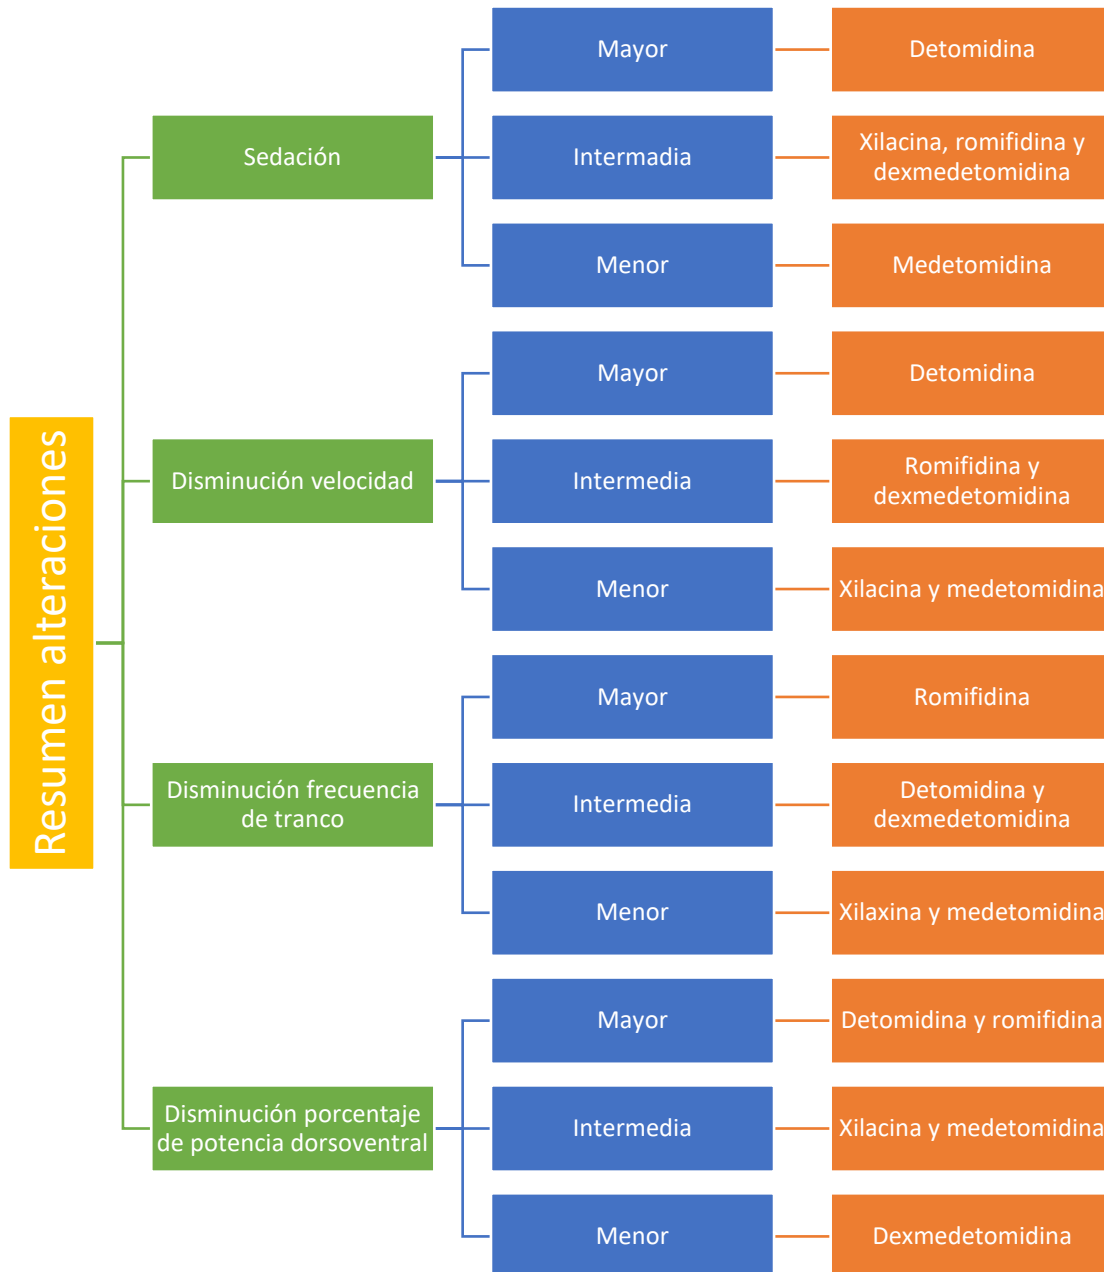 Resumen alteraciones
Sedación
Mayor
Detomidina
Intermadia
Xilacina, romifidina y
dexmedetomidina
Menor
Medetomidina
Disminución velocidad
Mayor
Detomidina
Intermedia
Romifidina y
dexmedetomidina
Menor
Xilacina y medetomidina
Disminución frecuencia
de tranco
Mayor
Romifidina
Intermedia
Detomidina y
dexmedetomidina
Menor
Xilaxina y medetomidina
Disminución porcentaje
de potencia dorsoventral
Mayor
Detomidina y romifidina
Intermedia
Xilacina y medetomidina
Menor
Dexmedetomidina